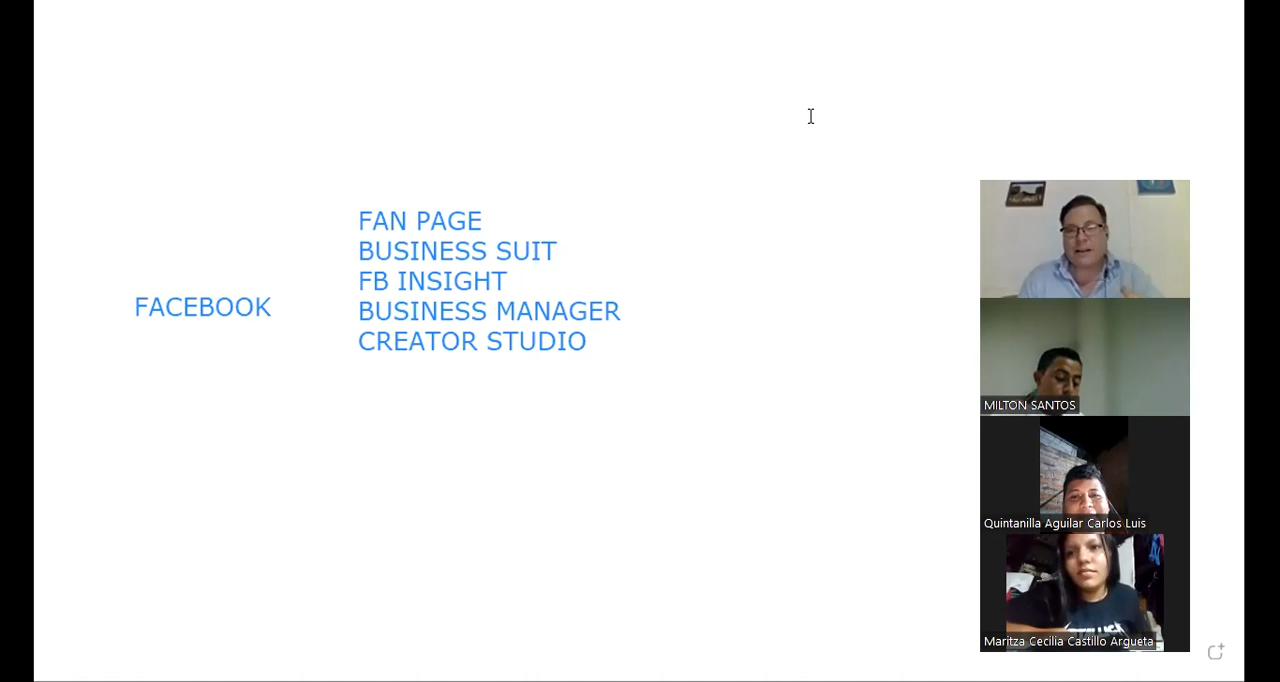 FAN PAGE
BUSINESS SUIT
FB INSIGHT
FACEBOOK
BUSINESS MANAGER
CREATOR STUDIO
MILTON SANTOS
Quintanilla Aguilar Carlos Luis
Maritza Cecilia Castillo Argueta